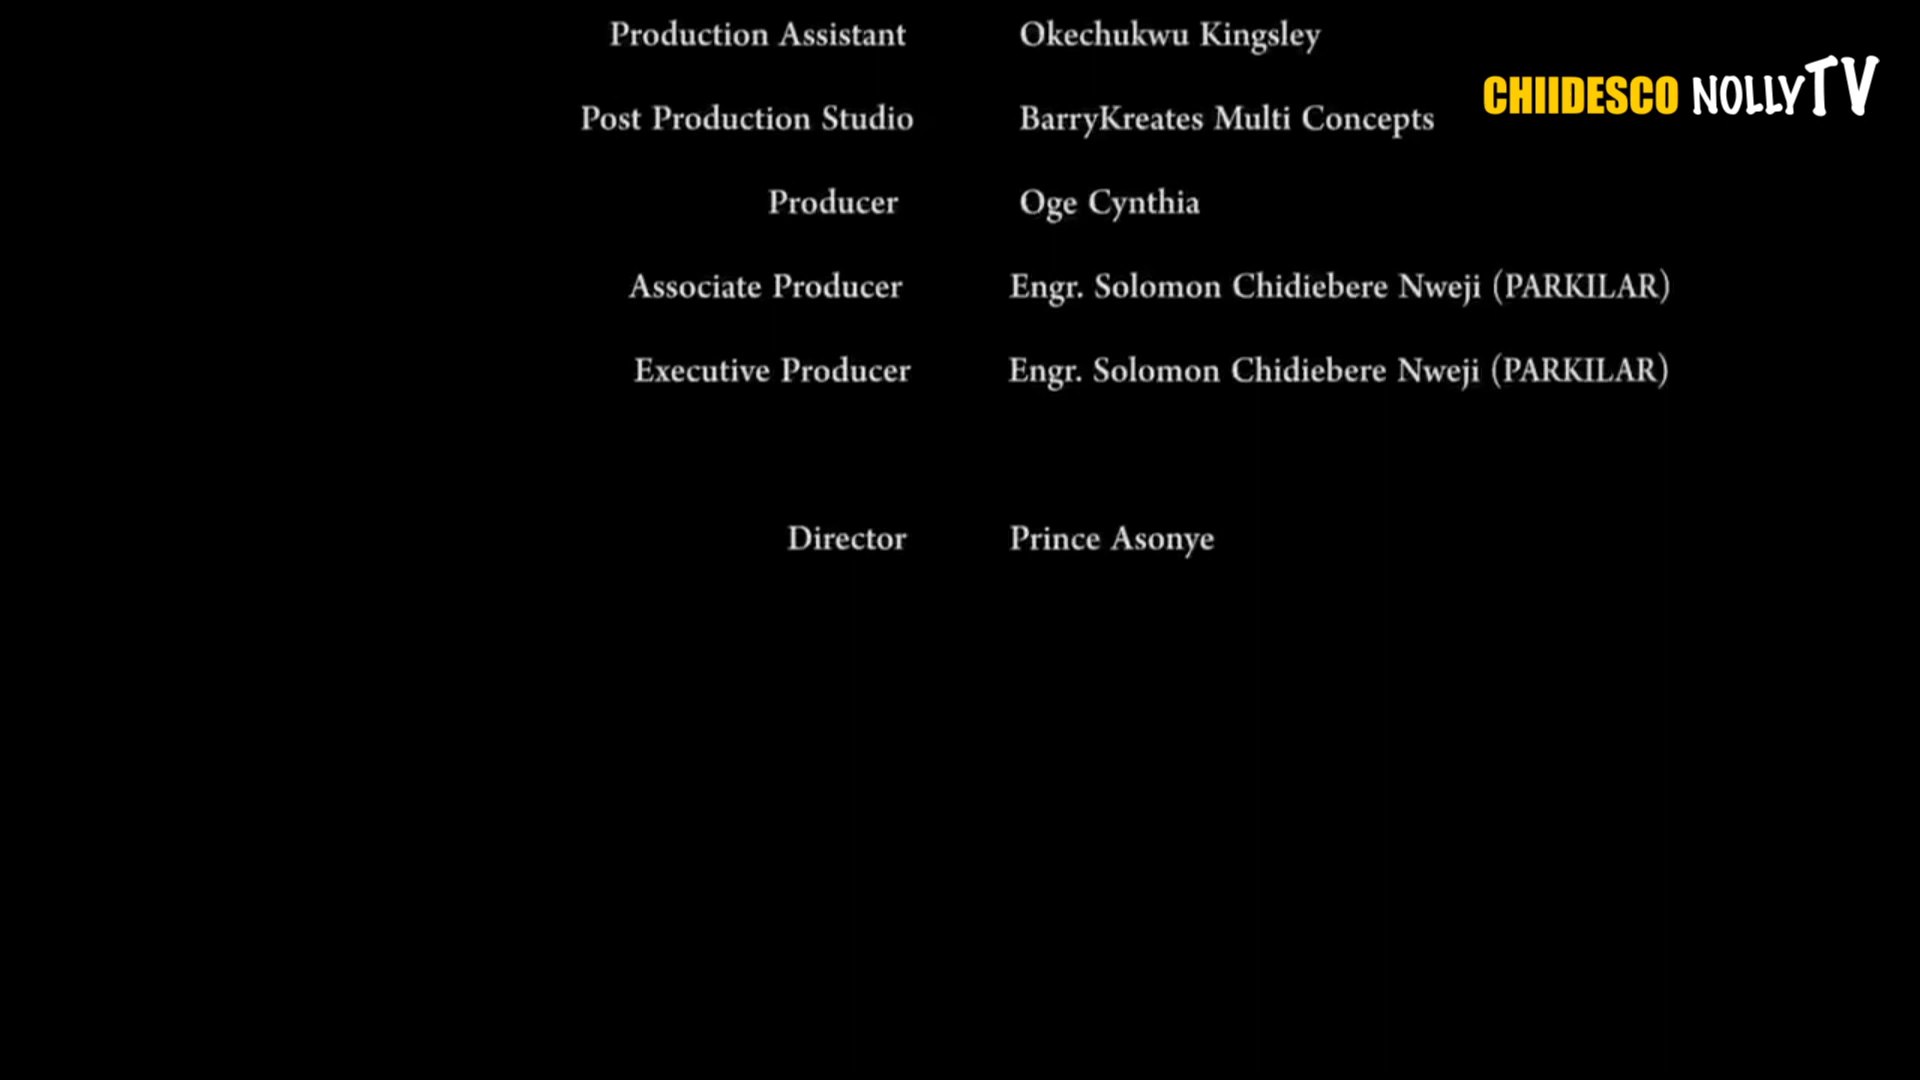 Production Assistant Okechukwu Kingsley
CHIIDESCO NOLLYTV
Post Production Studio BarryKreates Multi Concepts
Producer Oge Cynthia
Associate Producer Engr. Solomon Chidiebere Nweji (PARKILAR)
Executive Producer Engr. Solomon Chidiebere Nweji (PARKILAR)
Director Prince Asonye